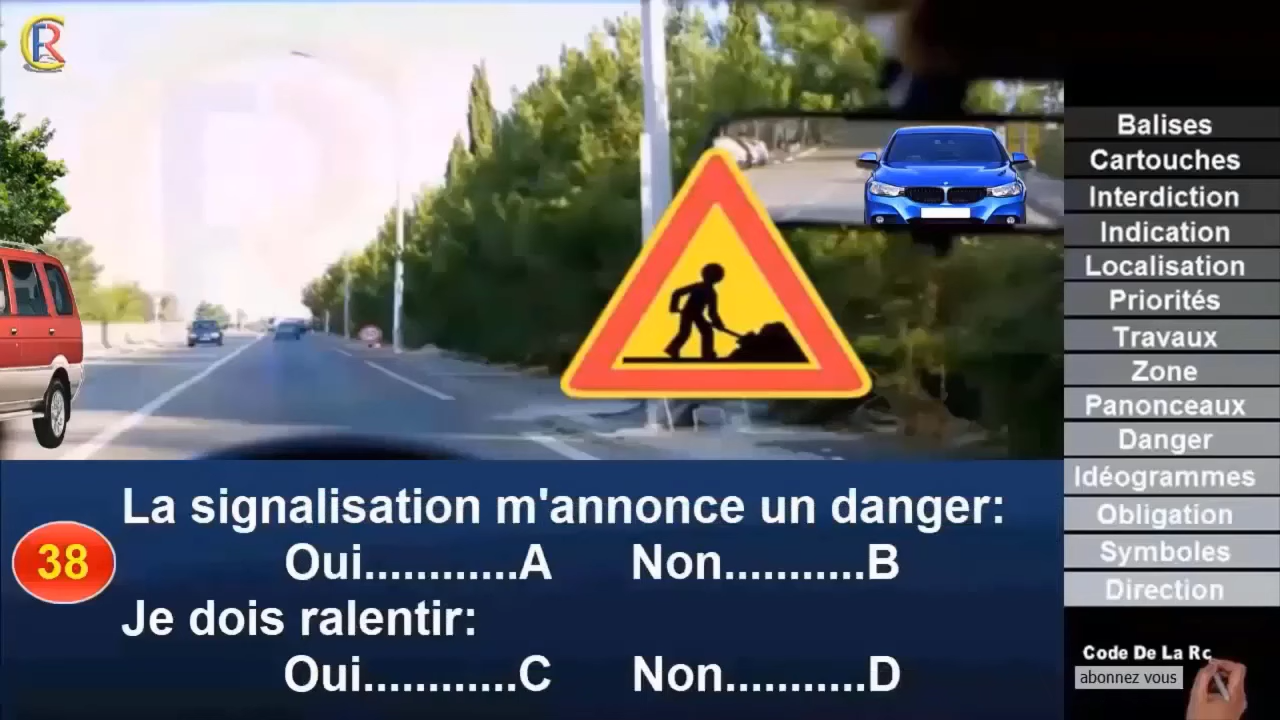 CR
Balises
Cartouches
Interdiction
Indication
Localisation
Priorités
Travaux
Zone
Panonceaux
Danger
Idéogrammes
Obligation
Symboles
Direction
La signalisation m'annonce un danger:
Oui............A Non...........B
38
Je dois ralentir:
Oui............C Non...........D
Code De La Rc
abonnez vous